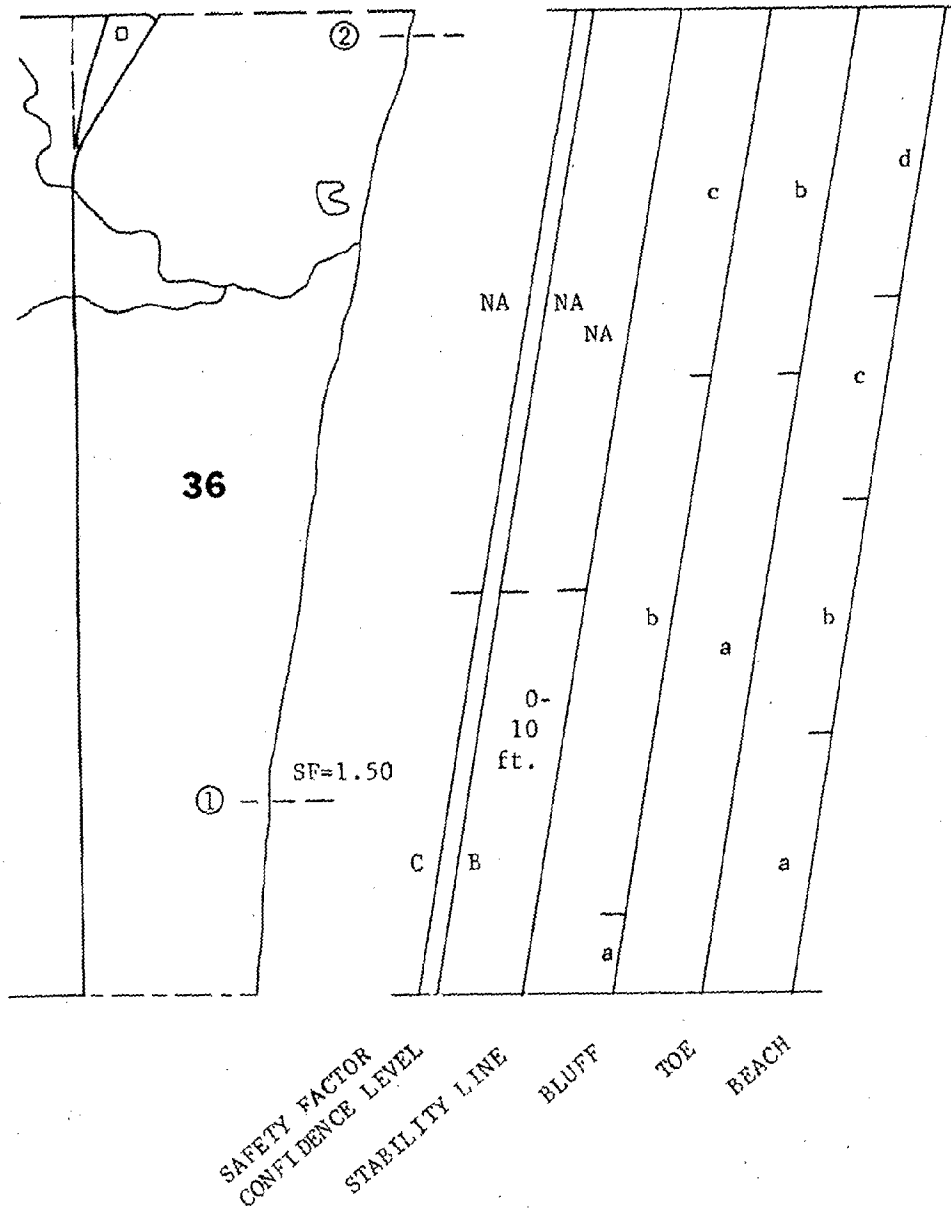 ②
d
c
b
NA
NA
NA
c
36
b
a
b
0-
10
ft.
SF=1.50
①
C
B
a
a
SAFETY FACTOR
CONFIDENCE LEVEL
STABILITY LINE
BLUFF
TOE
BEACH